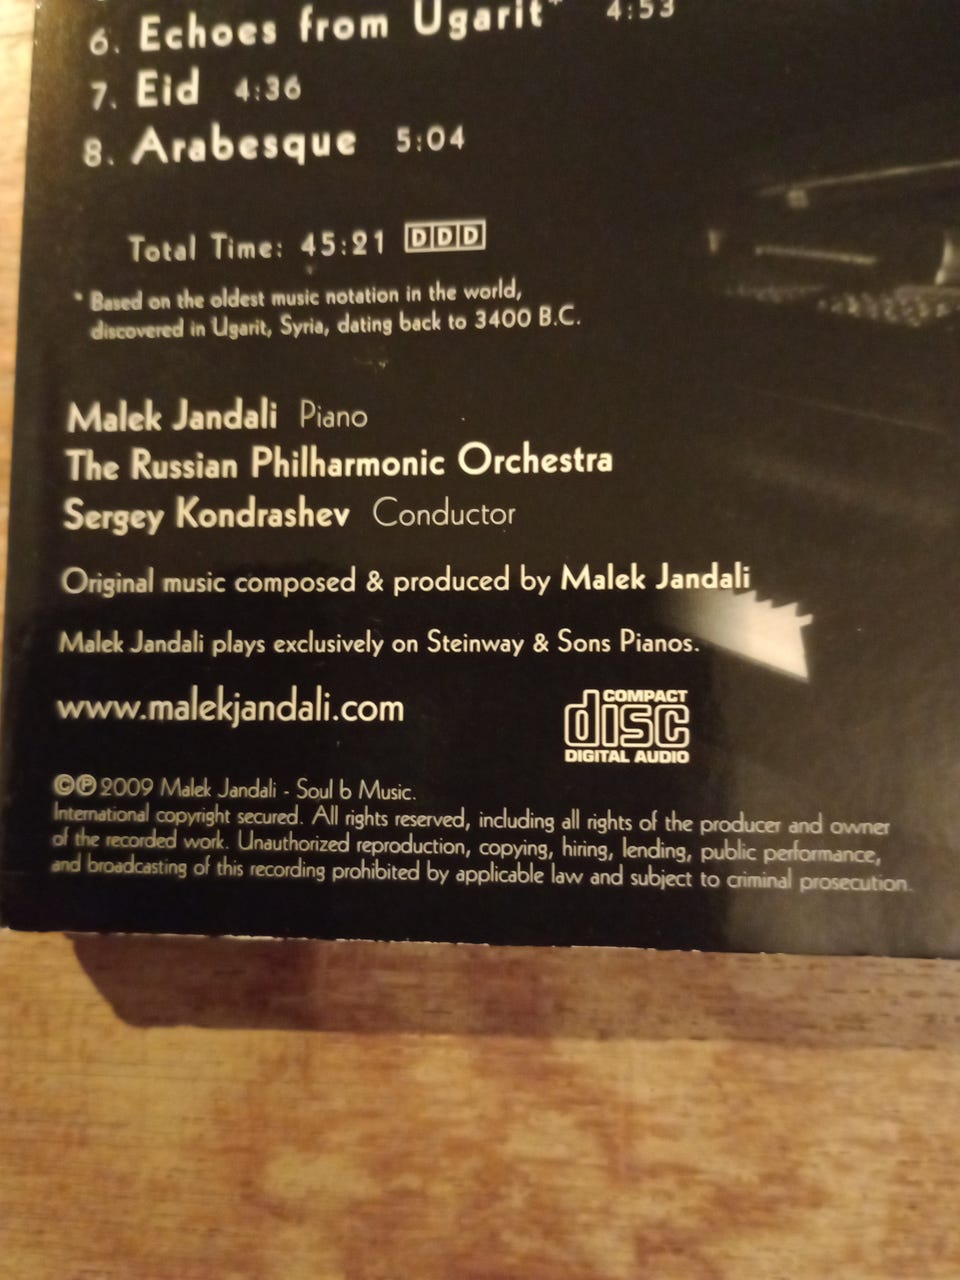 6. Echoes from Ugarit* 4:53
7. Eid 4:36
8. Arabesque 5:04
Total Time: 45:21 DDD
* Based on the oldest music notation in the world,
discovered in Ugarit, Syria, dating back to 3400 B.C.
Malek Jandali Piano
The Russian Philharmonic Orchestra
Sergey Kondrashev Conductor
Original music composed & produced by Malek Jandali
Malek Jandali plays exclusively on Steinway & Sons Pianos.
www.malekjandali.com
COMPACT
disc
DIGITAL AUDIO
©℗2009 Malek Jandali - Soul b Music.
International copyright secured. All rights reserved, including all rights of the producer and owner
of the recorded work. Unauthorized reproduction, copying, hiring, lending, public performance,
and broadcasting of this recording prohibited by applicable law and subject to criminal prosecution.